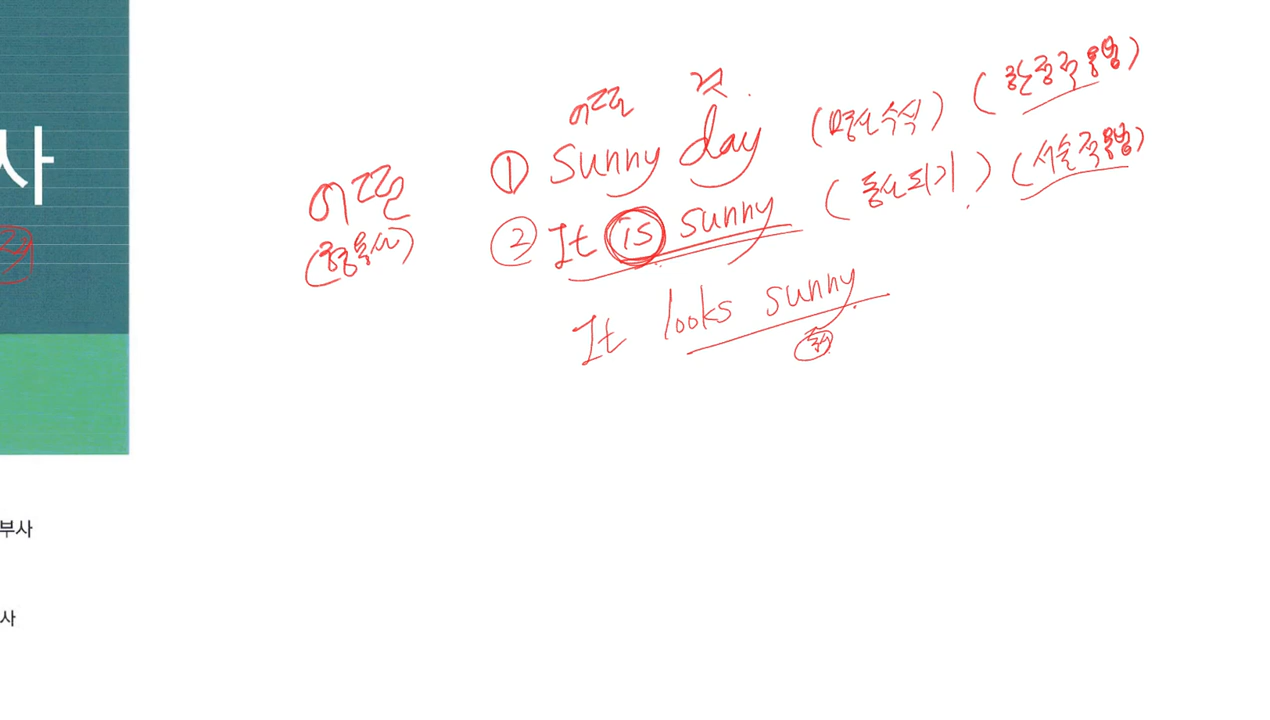 사
어떤 것
① sunny day (명사수식) (한정적용법)
어떤
(형용사)
② It is sunny (동사되기) (서술적용법)
It looks sunny
부사
사